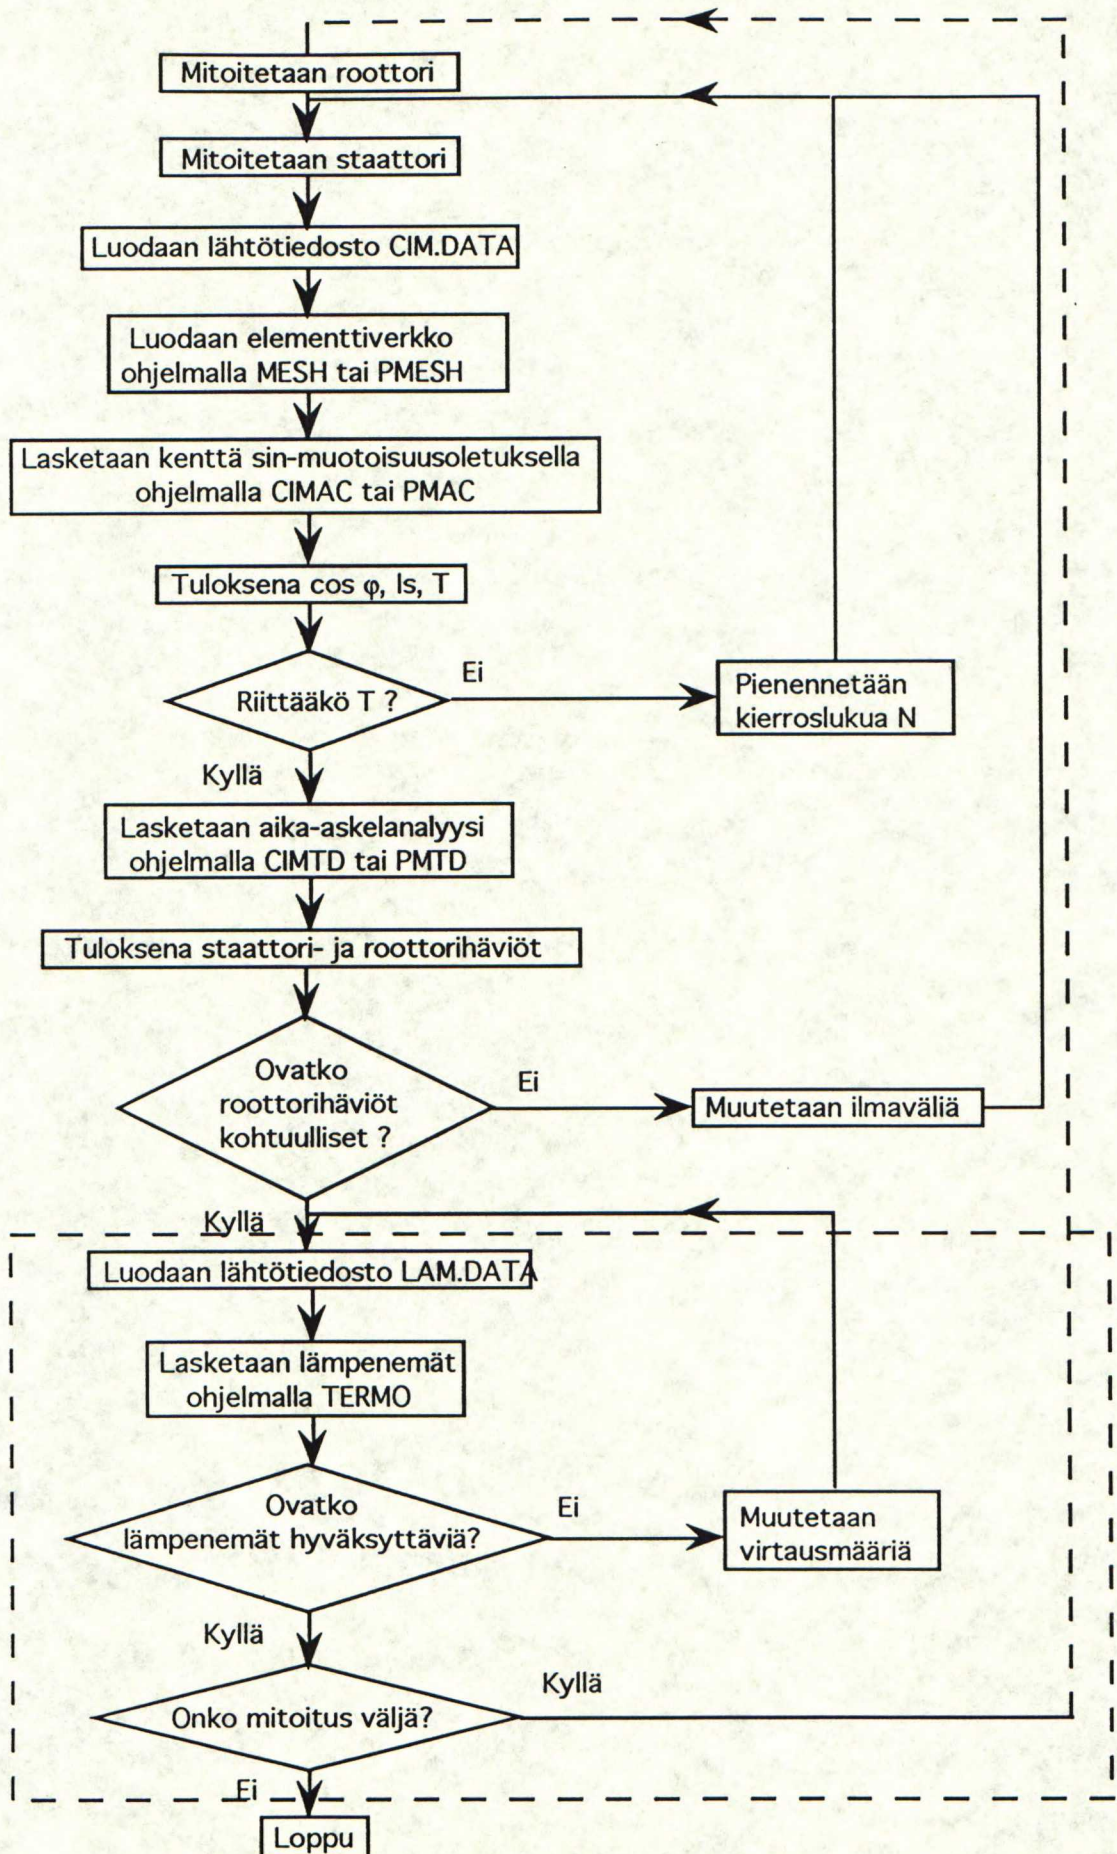 Mitoitetaan roottori
Mitoitetaan staattori
Luodaan lähtötiedosto CIM.DATA
Luodaan elementtiverkko
ohjelmalla MESH tai PMESH
Lasketaan kenttä sin-muotoisuusoletuksella
ohjelmalla CIMAC tai PMAC
Tuloksena cos φ, Is, T
Riittääkö T ?
Ei
Pienennetään
kierroslukua N
Kyllä
Lasketaan aika-askelanalyysi
ohjelmalla CIMTD tai PMTD
Tuloksena staattori- ja roottorihäviöt
Ovatko
roottorihäviöt
kohtuulliset ?
Ei
Muutetaan ilmaväliä
Kyllä
Luodaan lähtötiedosto LAM.DATA
Lasketaan lämpenemät
ohjelmalla TERMO
Ovatko
lämpenemät hyväksyttäviä?
Ei
Muutetaan
virtausmääriä
Kyllä
Onko mitoitus väljä?
Kyllä
Ei
Loppu